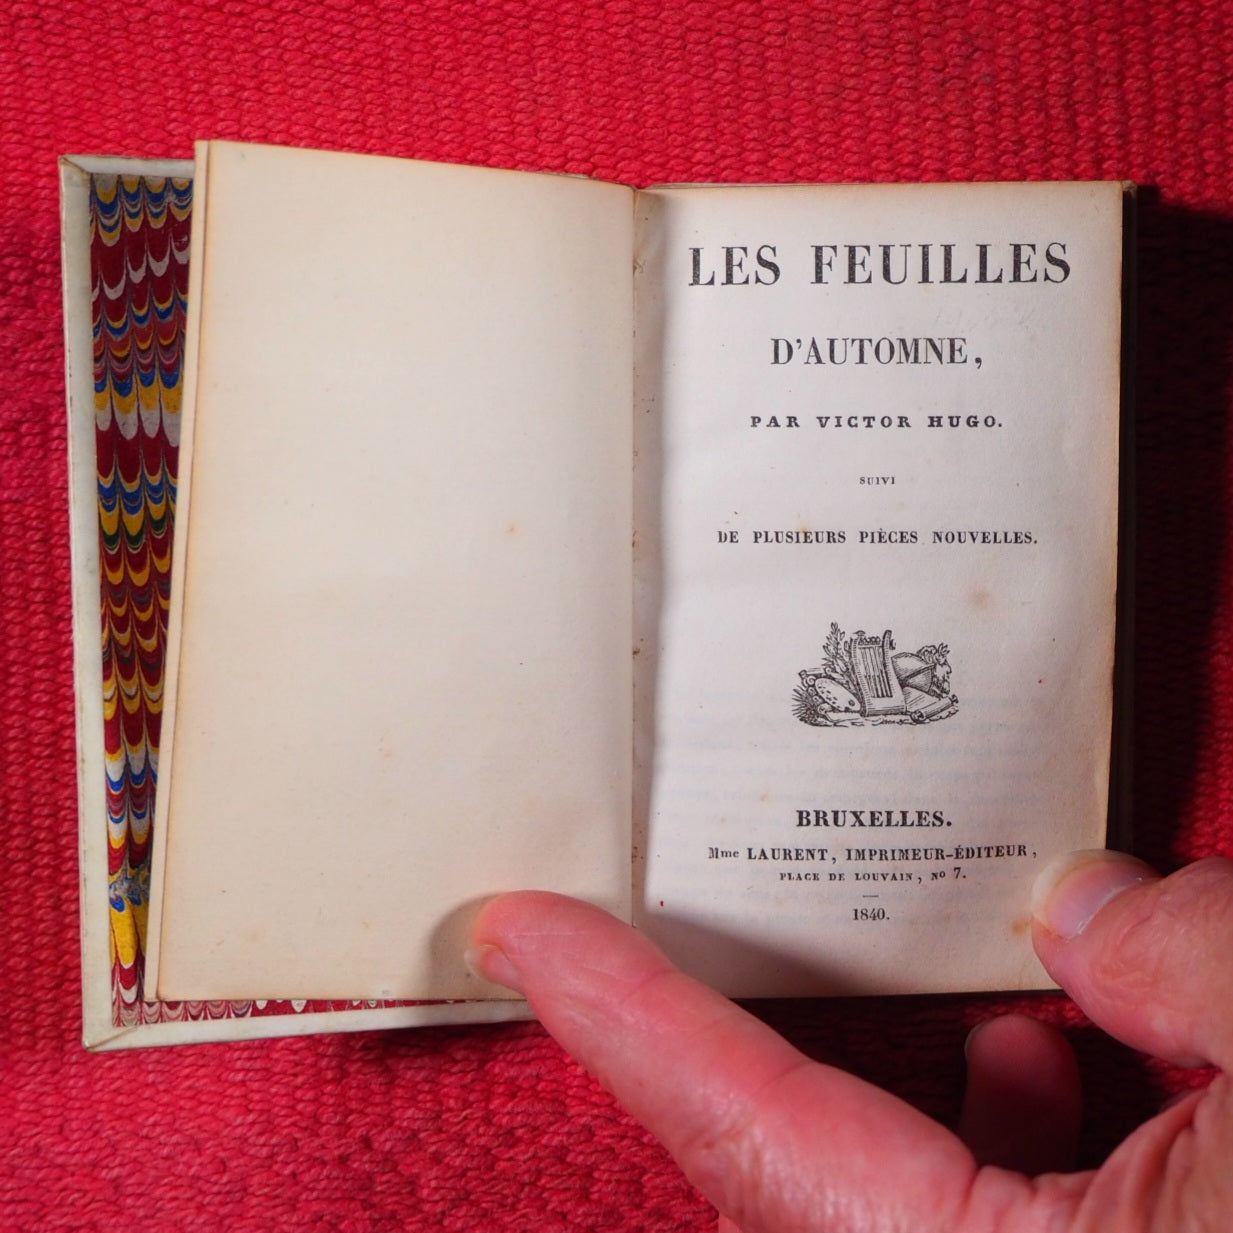 LES FEUILLES
D'AUTOMNE,
PAR VICTOR HUGO.
SUIVI
DE PLUSIEURS PIÈCES NOUVELLES.
BRUXELLES.
Mme LAURENT, IMPRIMEUR-ÉDITEUR,
PLACE DE LOUVAIN, No 7.
1840.